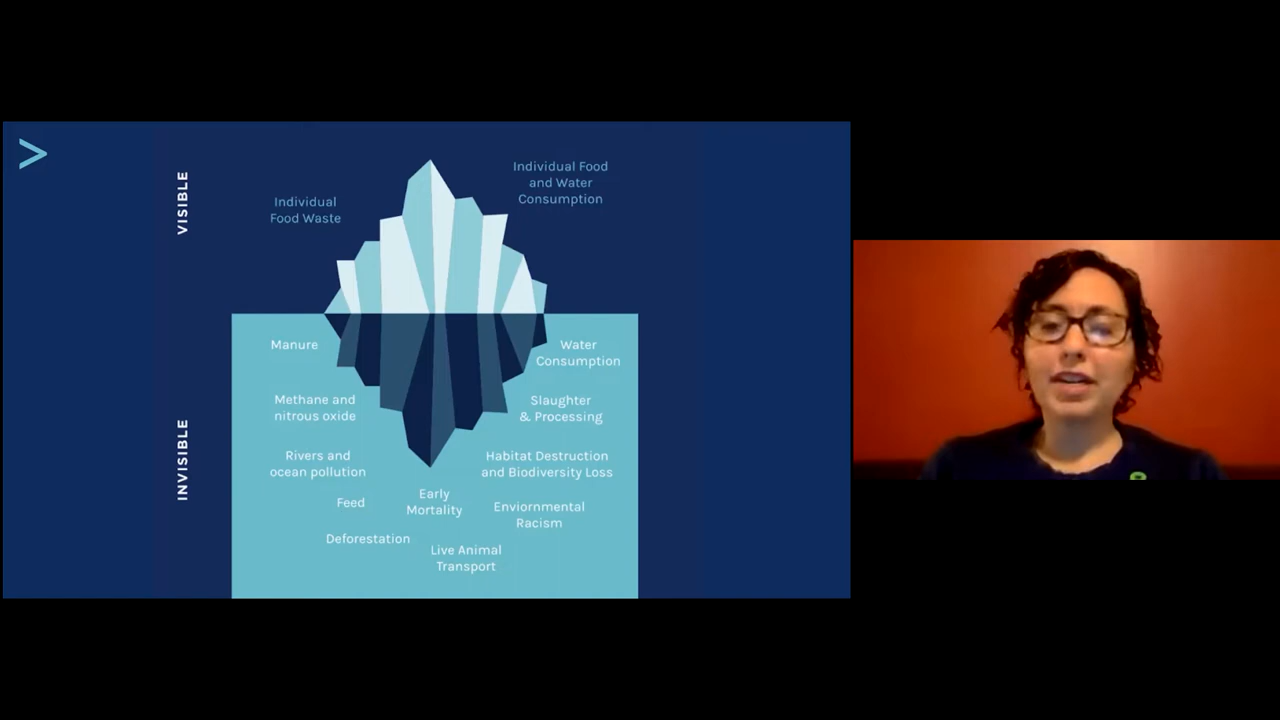 VISIBLE
Individual
Food Waste
Individual Food
and Water
Consumption
INVISIBLE
Manure
Water
Consumption
Methane and
nitrous oxide
Slaughter
& Processing
Rivers and
ocean pollution
Habitat Destruction
and Biodiversity Loss
Feed
Early
Mortality
Enviornmental
Racism
Deforestation
Live Animal
Transport